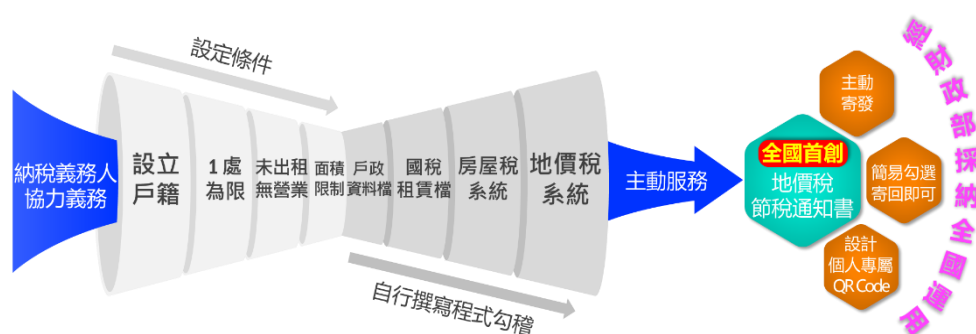 設定條件
納稅義務人
協力義務
設立
戶籍
1處
為限
未出租
無營業
面積
限制
戶政
資料檔
國稅
租賃檔
房屋稅
系統
地價稅
系統
自行撰寫程式勾稽
主動服務
全國首創
地價稅
節稅通知書
主動
寄發
簡易勾選
寄回即可
設計
個人專屬
QR Code
經財政部採納全國運用